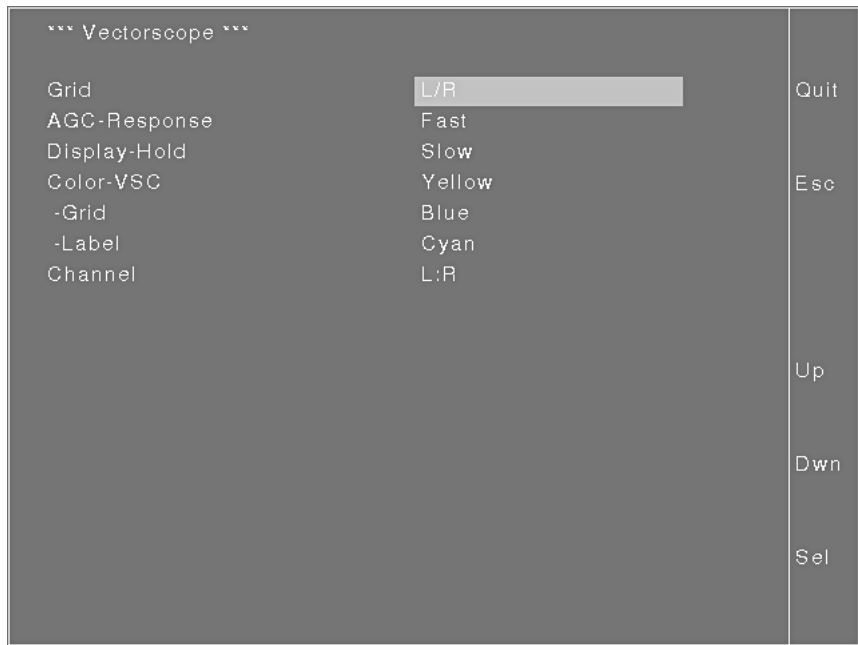 *** Vectorscope ***
Grid L/R Quit
AGC-Response Fast
Display-Hold Slow
Color-VSC Yellow Esc
-Grid Blue
-Label Cyan
Channel L:R
Up
Dwn
Sel